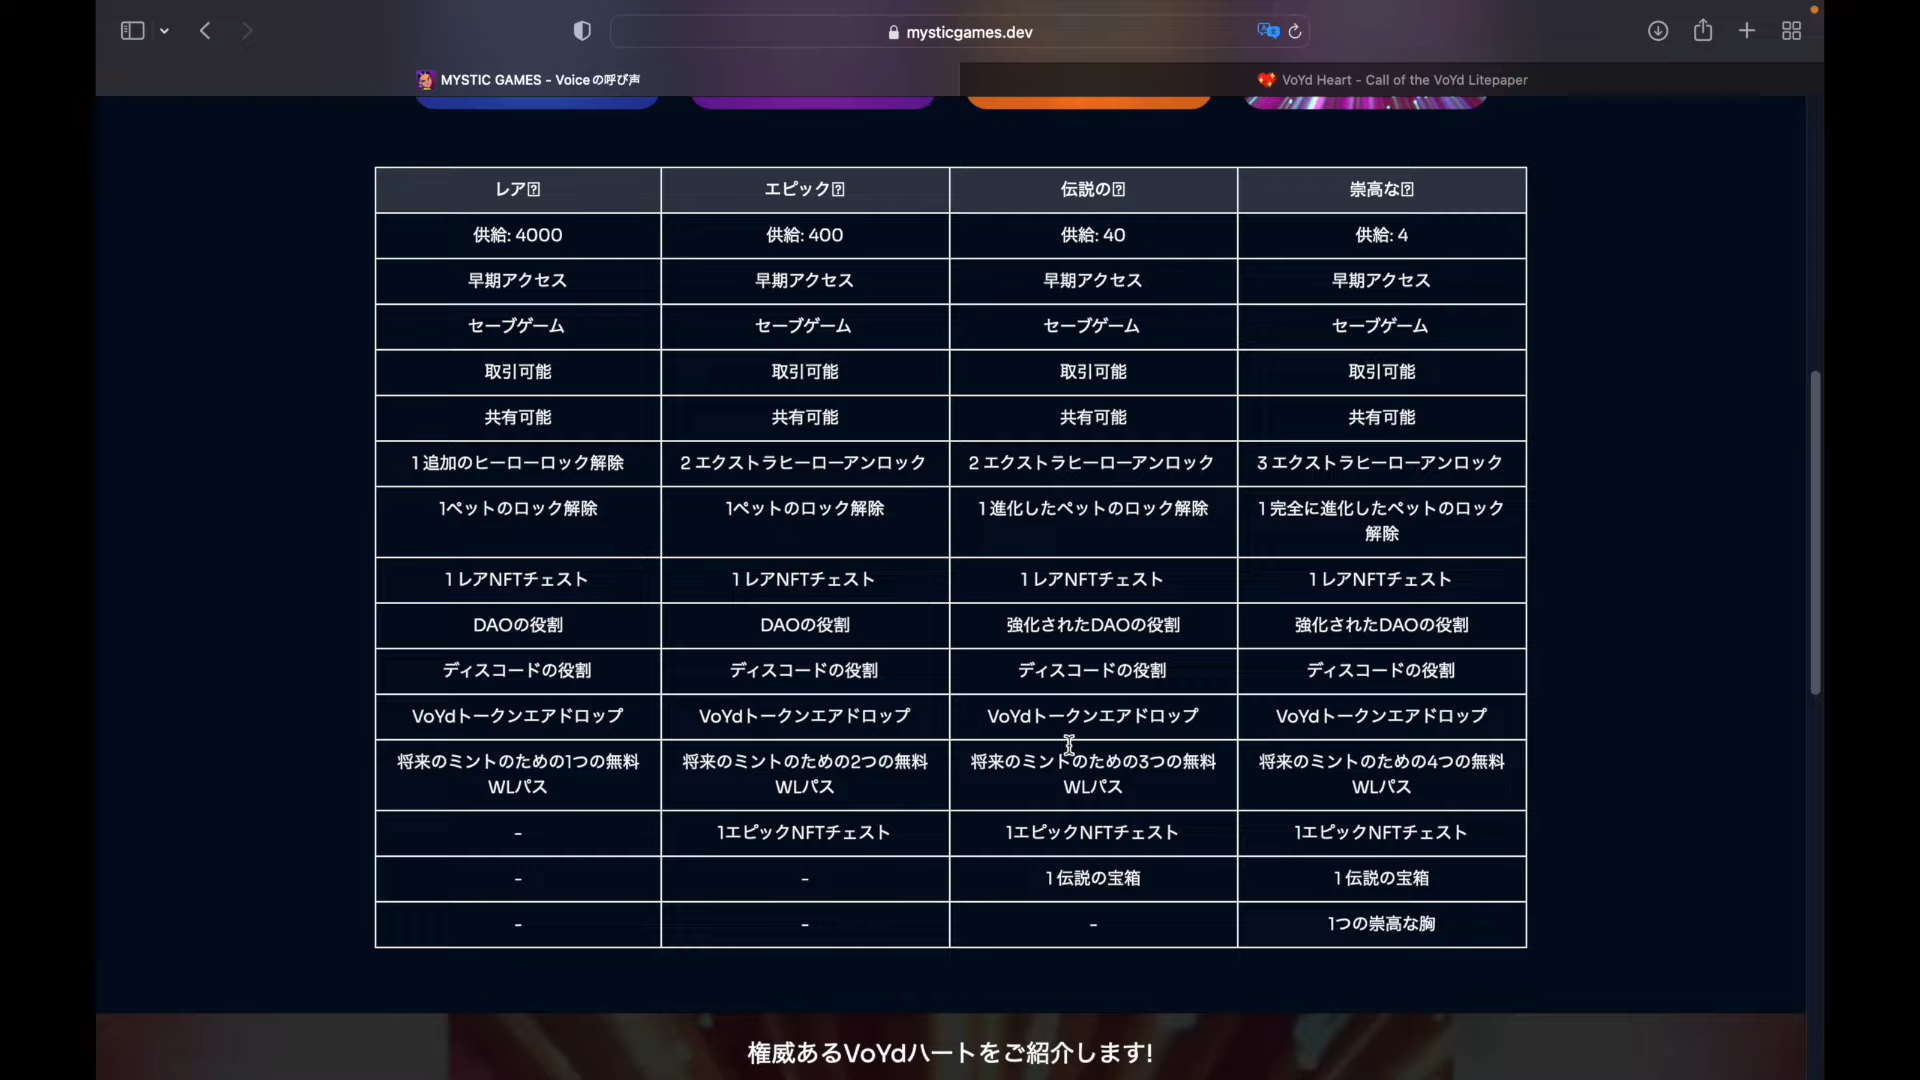 mysticgames.dev
MYSTIC GAMES - Voiceの呼び声
VoYd Heart - Call of the VoYd Litepaper
レア エピック 伝説の 崇高な
供給: 4000 供給: 400 供給: 40 供給: 4
早期アクセス 早期アクセス 早期アクセス 早期アクセス
セーブゲーム セーブゲーム セーブゲーム セーブゲーム
取引可能 取引可能 取引可能 取引可能
共有可能 共有可能 共有可能 共有可能
1追加のヒーローロック解除 2エクストラヒーローアンロック 2エクストラヒーローアンロック 3エクストラヒーローアンロック
1ペットのロック解除 1ペットのロック解除 1進化したペットのロック解除 1完全に進化したペットのロック
解除
1レアNFTチェスト 1レアNFTチェスト 1レアNFTチェスト 1レアNFTチェスト
DAOの役割 DAOの役割 強化されたDAOの役割 強化されたDAOの役割
ディスコードの役割 ディスコードの役割 ディスコードの役割 ディスコードの役割
VoYdトークンエアドロップ VoYdトークンエアドロップ VoYdトークンエアドロップ VoYdトークンエアドロップ
将来のミントのための1つの無料 将来のミントのための2つの無料 将来のミントのための3つの無料 将来のミントのための4つの無料
WLパス WLパス WLパス WLパス
- 1エピックNFTチェスト 1エピックNFTチェスト 1エピックNFTチェスト
- - 1伝説の宝箱 1伝説の宝箱
- - - 1つの崇高な胸
権威あるVoYdハートをご紹介します!